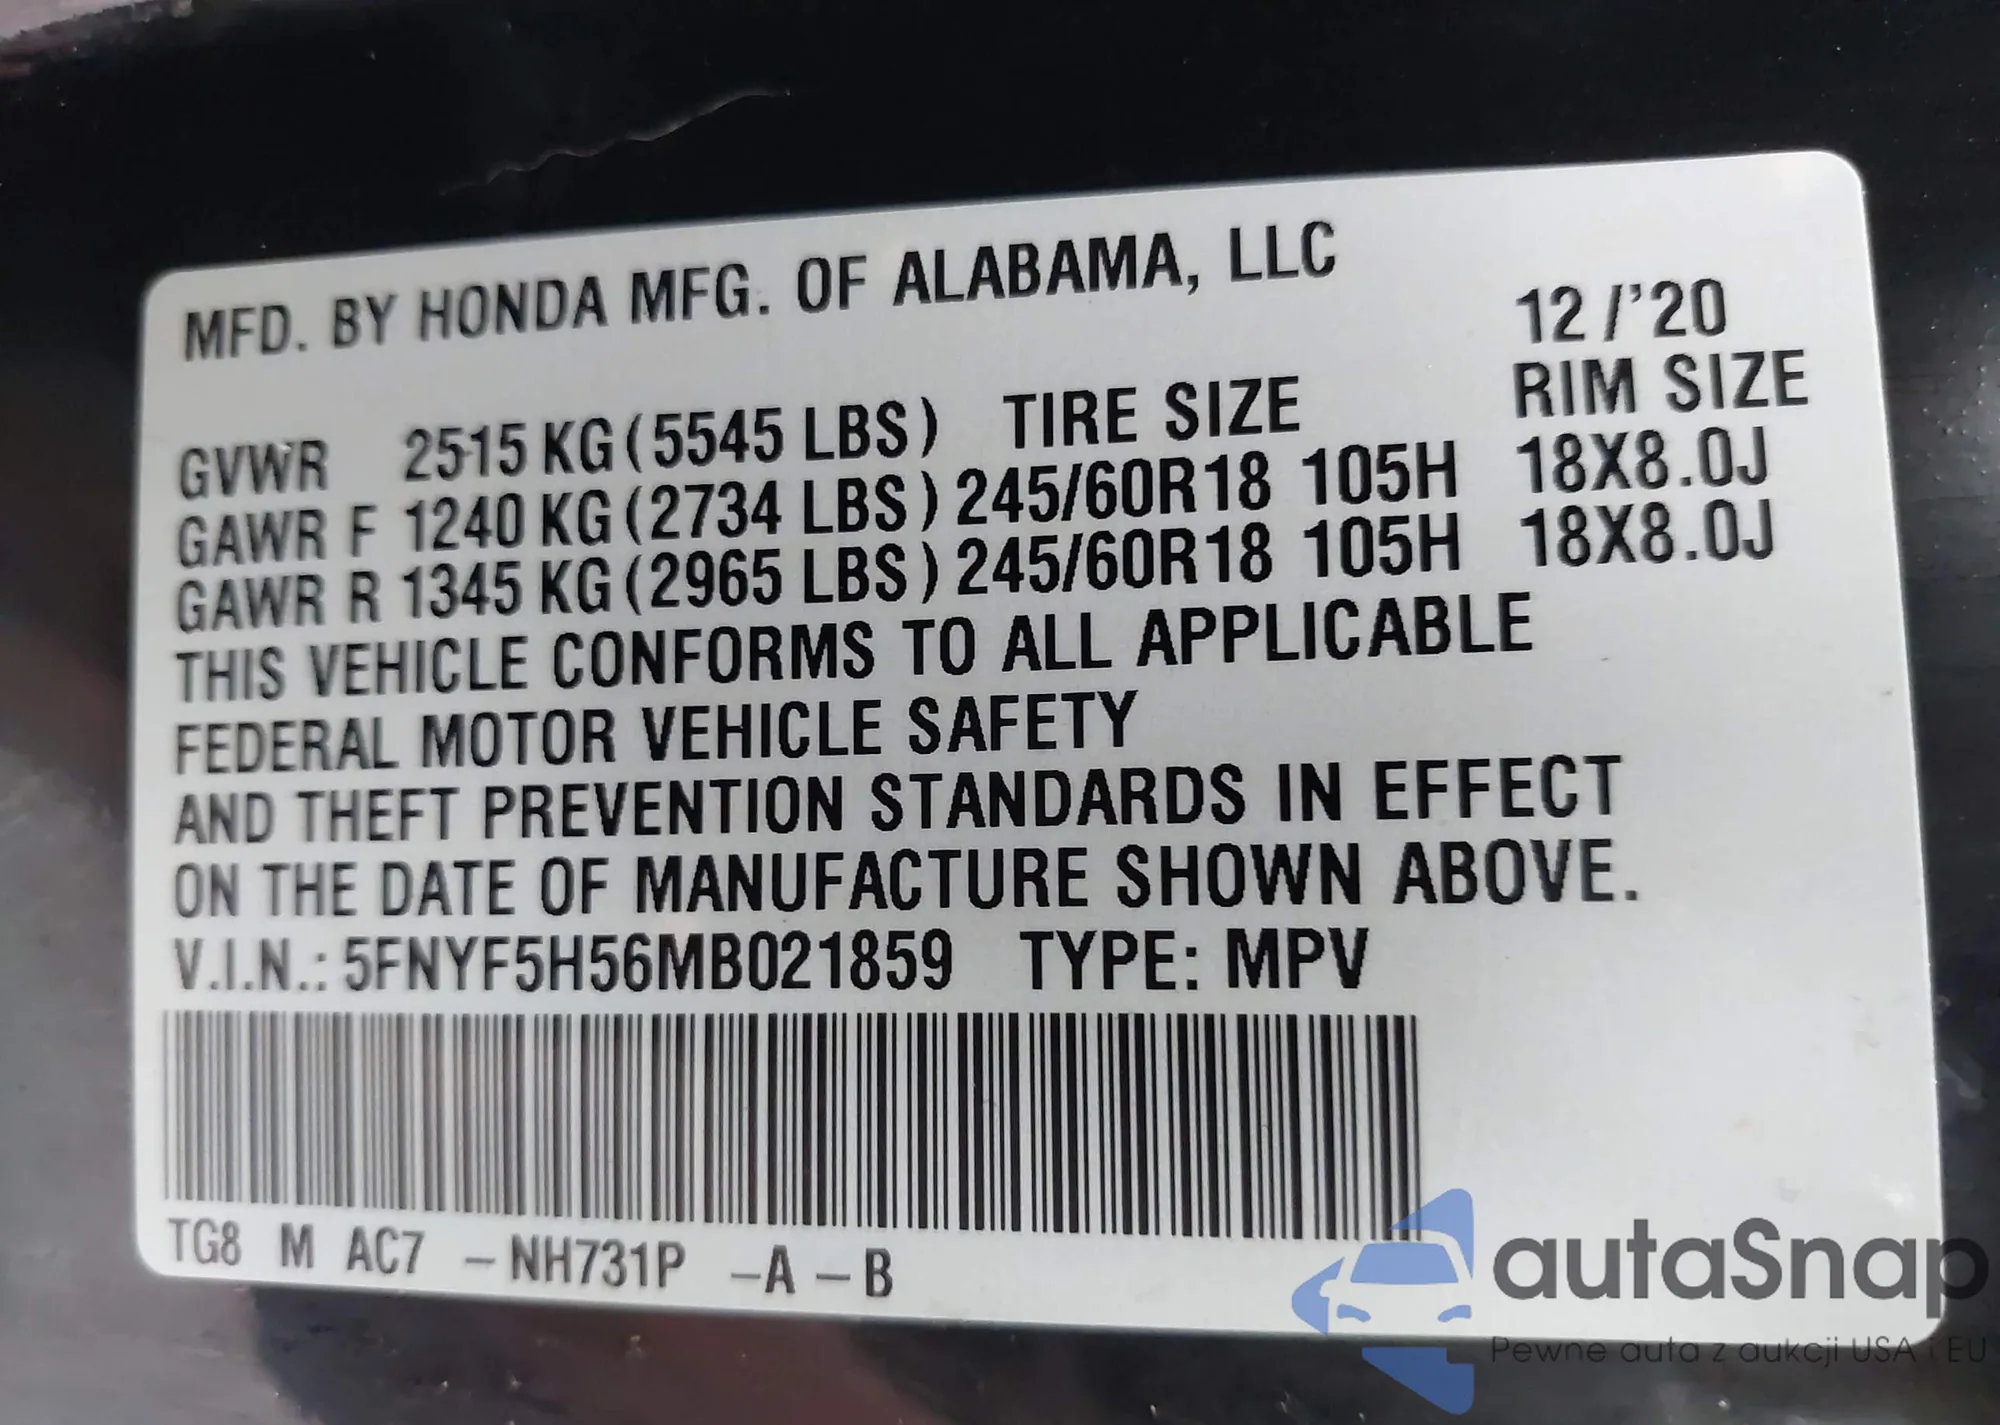 MFD. BY HONDA MFG. OF ALABAMA, LLC
12/'20
GVWR 2515 KG (5545 LBS) TIRE SIZE RIM SIZE
GAWR F 1240 KG (2734 LBS) 245/60R18 105H 18X8.0J
GAWR R 1345 KG (2965 LBS) 245/60R18 105H 18X8.0J
THIS VEHICLE CONFORMS TO ALL APPLICABLE
FEDERAL MOTOR VEHICLE SAFETY
AND THEFT PREVENTION STANDARDS IN EFFECT
ON THE DATE OF MANUFACTURE SHOWN ABOVE.
V.I.N.: 5FNYF5H56MB021859 TYPE: MPV
TG8 M AC7 –NH731P –A –B
autaSnap
Pewne auta z aukcji USA i EU